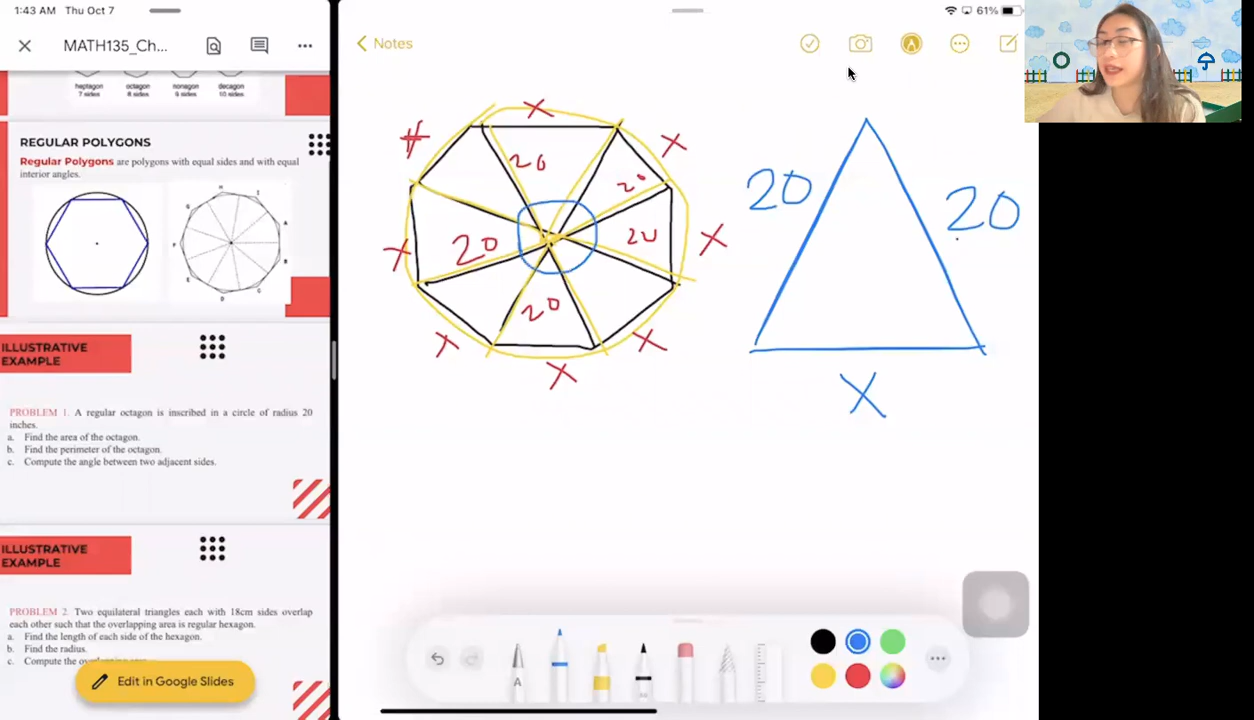 1:43 AM Thu Oct 7
MATH135_Ch...
heptagon octagon nonagon decagon
7 sides 8 sides 9 sides 10 sides
REGULAR POLYGONS
Regular Polygons are polygons with equal sides and with equal
interior angles.
ILLUSTRATIVE
EXAMPLE
PROBLEM 1. A regular octagon is inscribed in a circle of radius 20
inches.
a. Find the area of the octagon.
b. Find the perimeter of the octagon.
c. Compute the angle between two adjacent sides.
ILLUSTRATIVE
EXAMPLE
PROBLEM 2. Two equilateral triangles each with 18cm sides overlap
each other such that the overlapping area is regular hexagon.
a. Find the length of each side of the hexagon.
b. Find the radius.
c. Compute the
Edit in Google Slides
61%
Notes
X
X
X
20
20
20
20
20
X
X
X
X
X
20
20
X
A